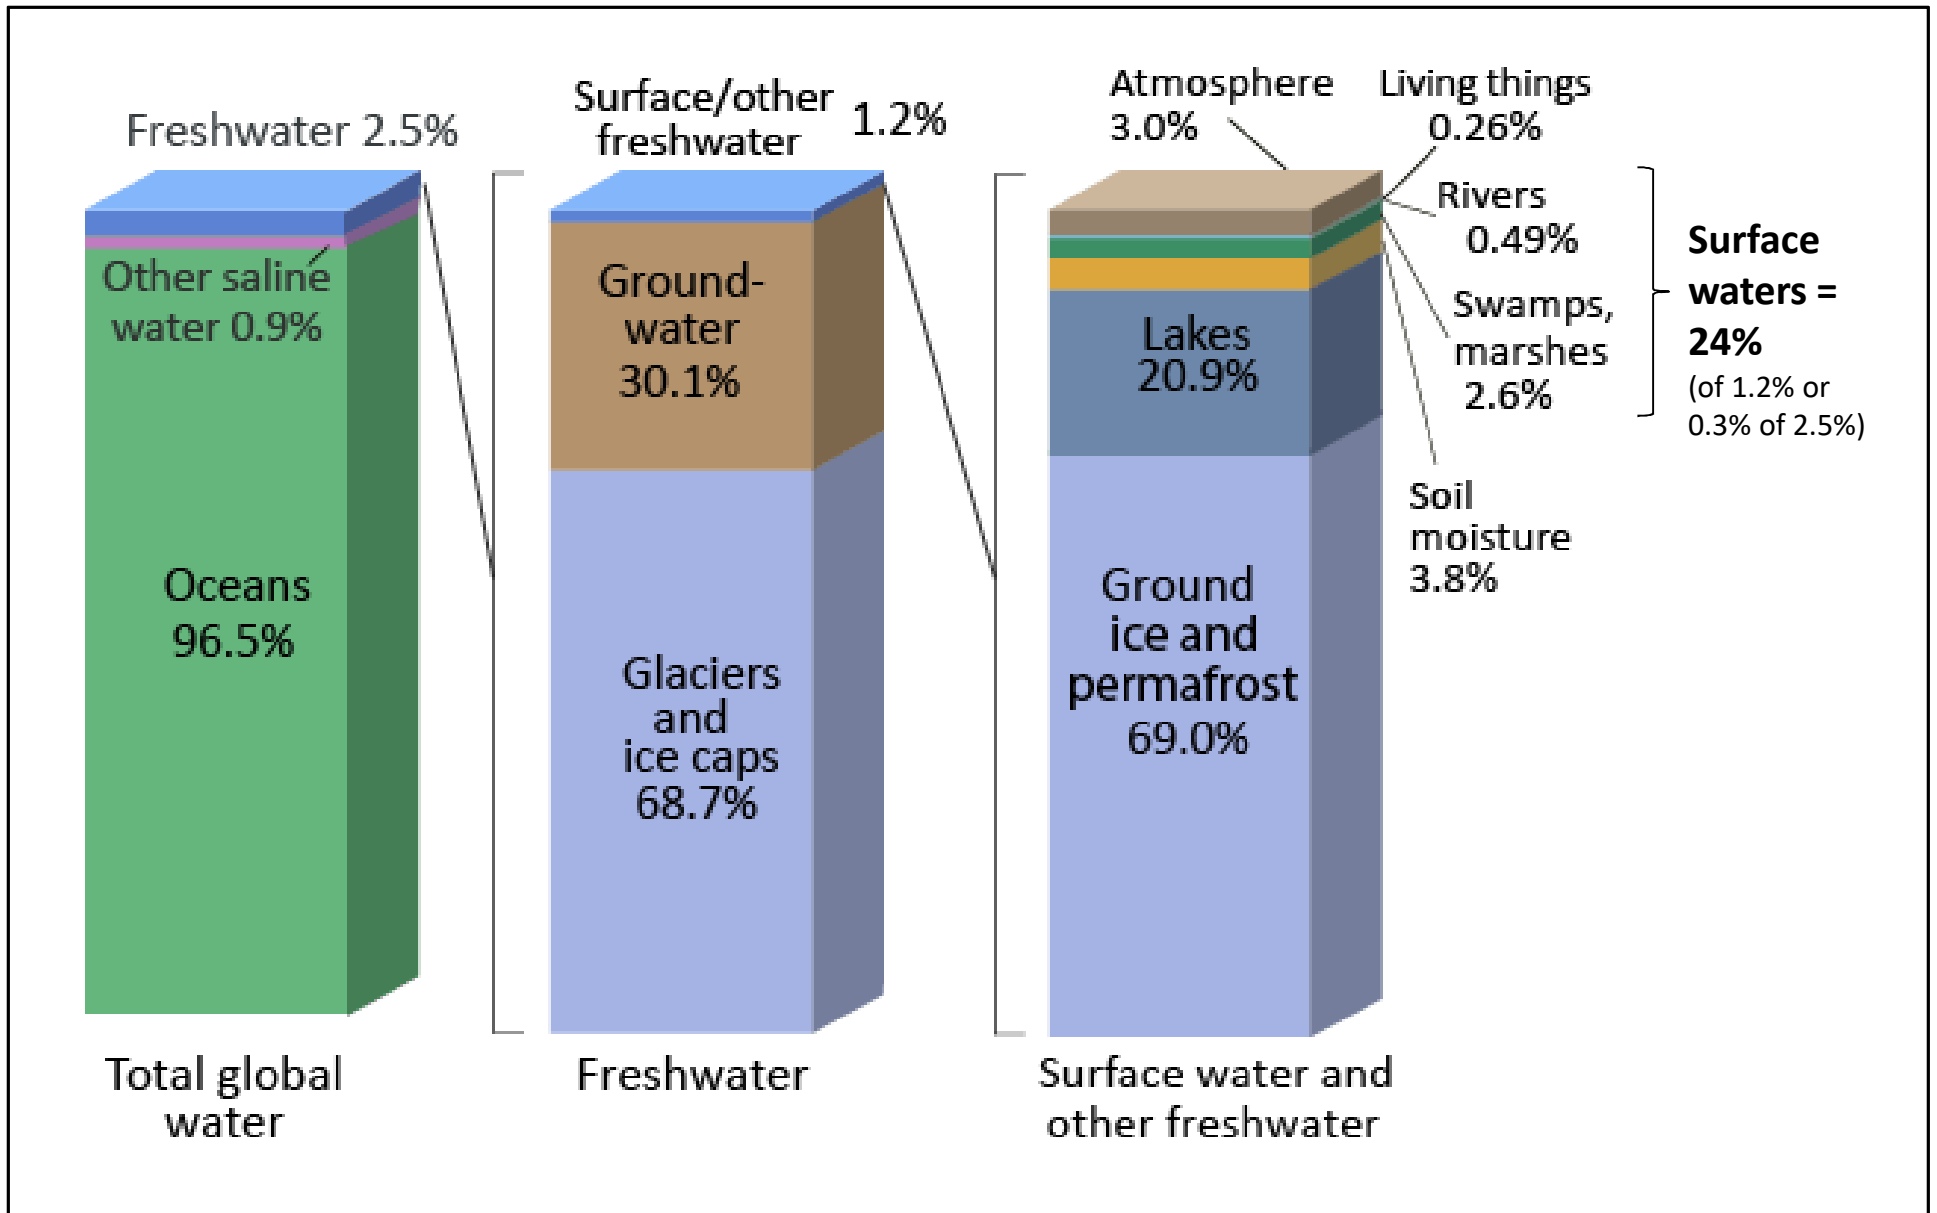 Freshwater 2.5%
Other saline
water 0.9%
Oceans
96.5%
Total global
water
Surface/other
freshwater
1.2%
Ground-
water
30.1%
Glaciers
and
ice caps
68.7%
Freshwater
Atmosphere
3.0%
Living things
0.26%
Rivers
0.49%
Swamps,
marshes
2.6%
Soil
moisture
3.8%
Lakes
20.9%
Ground
ice and
permafrost
69.0%
Surface water and
other freshwater
Surface
waters =
24%
(of 1.2% or
0.3% of 2.5%)